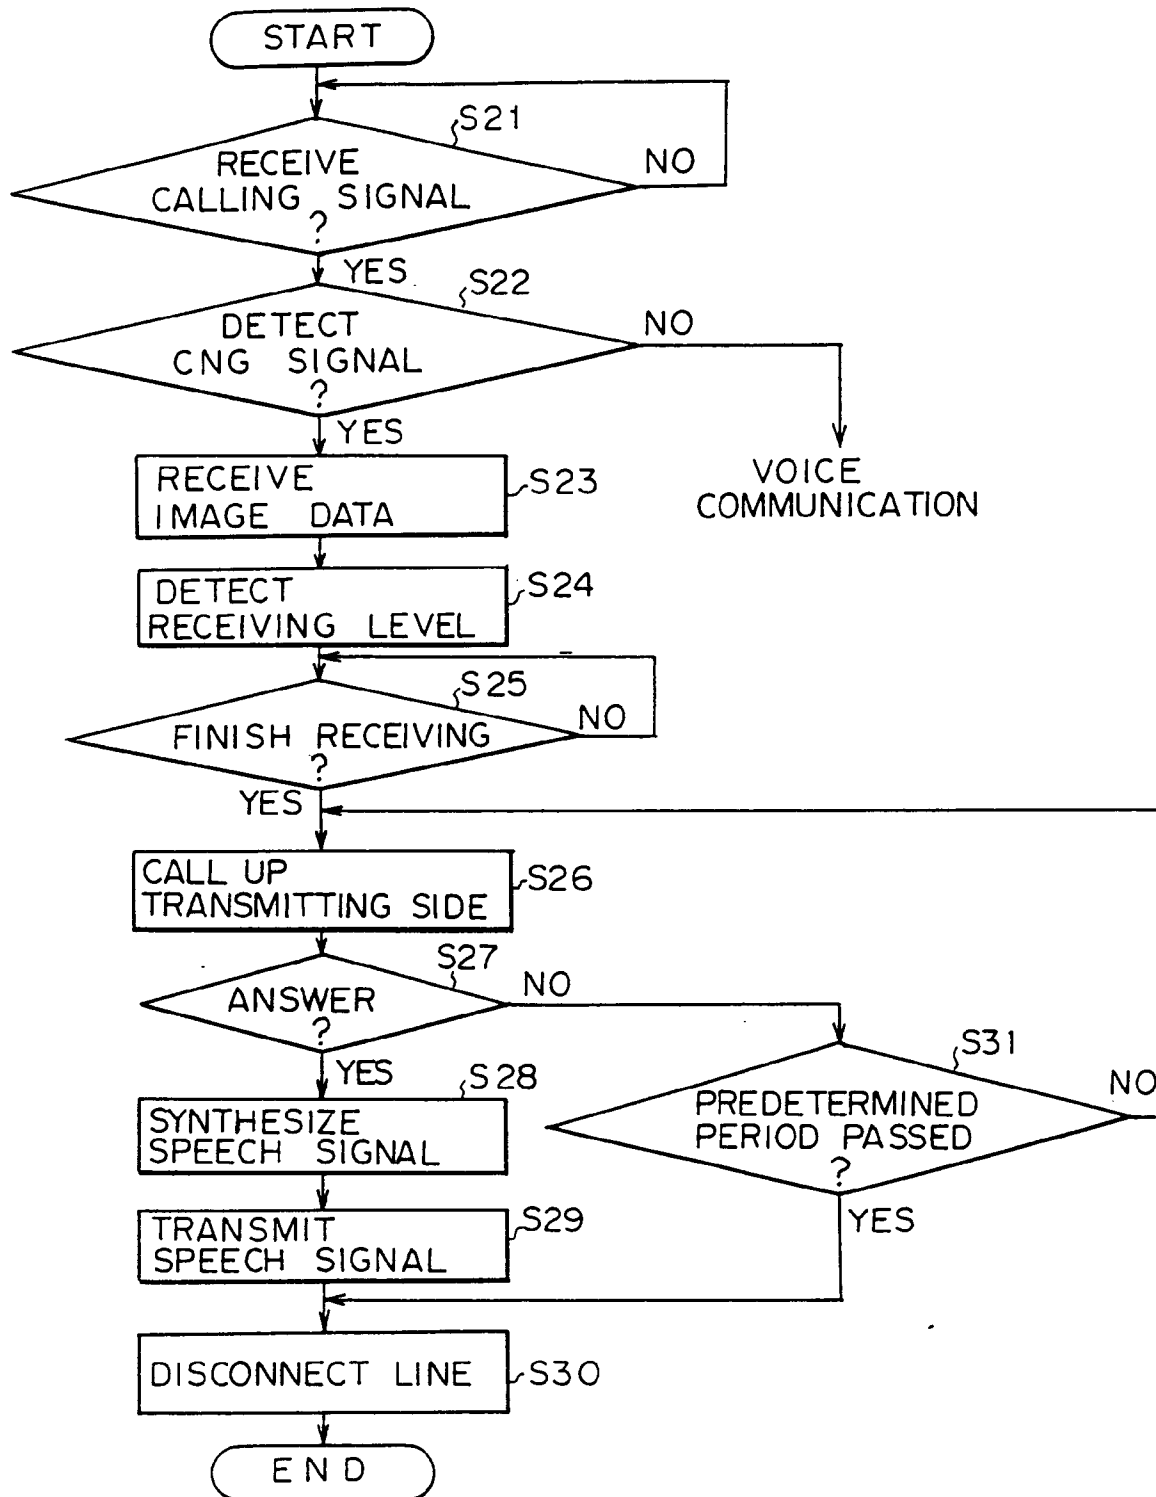 START
S21
RECEIVE
CALLING SIGNAL
?
NO
YES
S22
DETECT
CNG SIGNAL
?
NO
YES
VOICE
COMMUNICATION
RECEIVE
IMAGE DATA
S23
DETECT
RECEIVING LEVEL
S24
S25
FINISH RECEIVING
?
NO
YES
CALL UP
TRANSMITTING SIDE
S26
S27
ANSWER
?
NO
YES
S31
PREDETERMINED
PERIOD PASSED
?
NO
YES
S28
SYNTHESIZE
SPEECH SIGNAL
TRANSMIT
SPEECH SIGNAL
S29
DISCONNECT LINE
S30
END